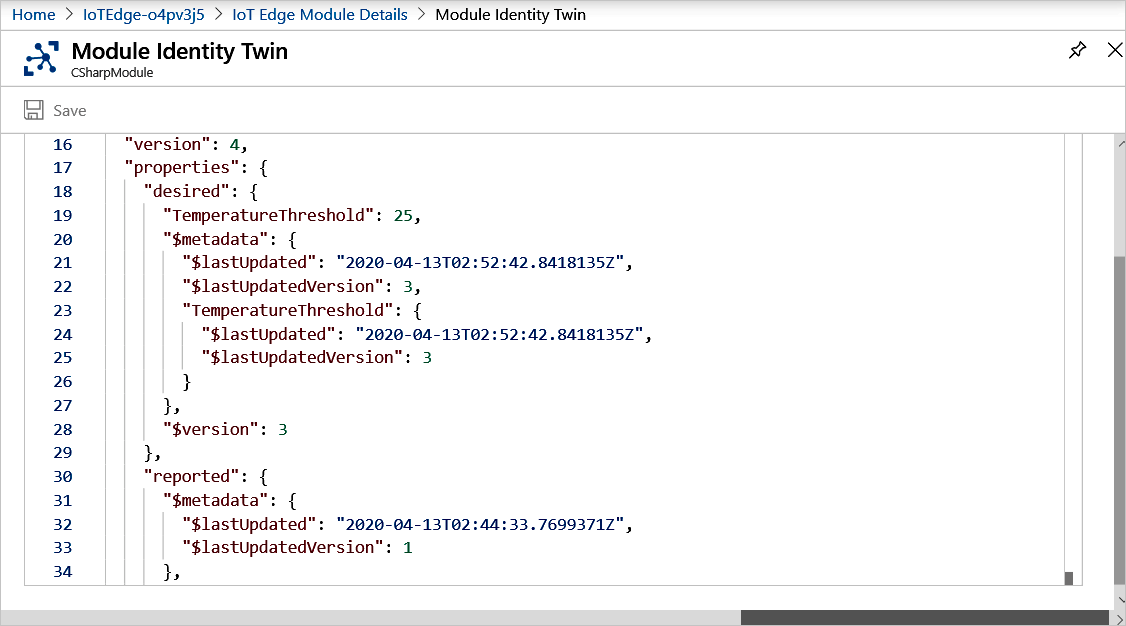 Home > IoTEdge-o4pv3j5 > IoT Edge Module Details > Module Identity Twin
Module Identity Twin
CSharpModule
Save
16 "version": 4,
17 "properties": {
18 "desired": {
19 "TemperatureThreshold": 25,
20 "$metadata": {
21 "$lastUpdated": "2020-04-13T02:52:42.8418135Z",
22 "$lastUpdatedVersion": 3,
23 "TemperatureThreshold": {
24 "$lastUpdated": "2020-04-13T02:52:42.8418135Z",
25 "$lastUpdatedVersion": 3
26 }
27 },
28 "$version": 3
29 },
30 "reported": {
31 "$metadata": {
32 "$lastUpdated": "2020-04-13T02:44:33.7699371Z",
33 "$lastUpdatedVersion": 1
34 },